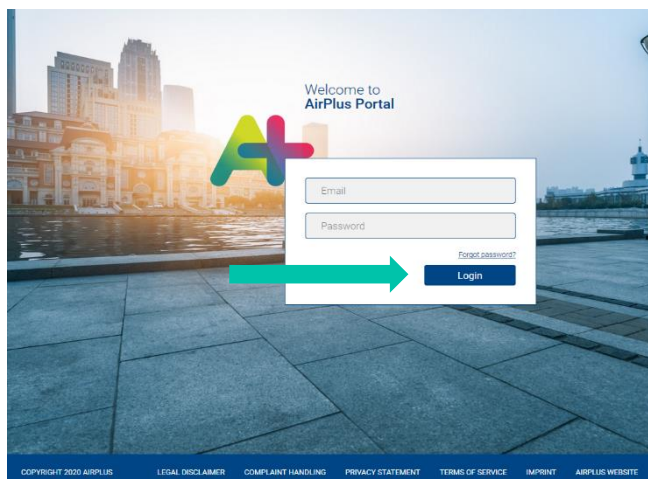 Welcome to
AirPlus Portal
A+
Email
Password
Forgot password?
Login
COPYRIGHT 2020 AIRPLUS LEGAL DISCLAIMER COMPLAINT HANDLING PRIVACY STATEMENT TERMS OF SERVICE IMPRINT AIRPLUS WEBSITE